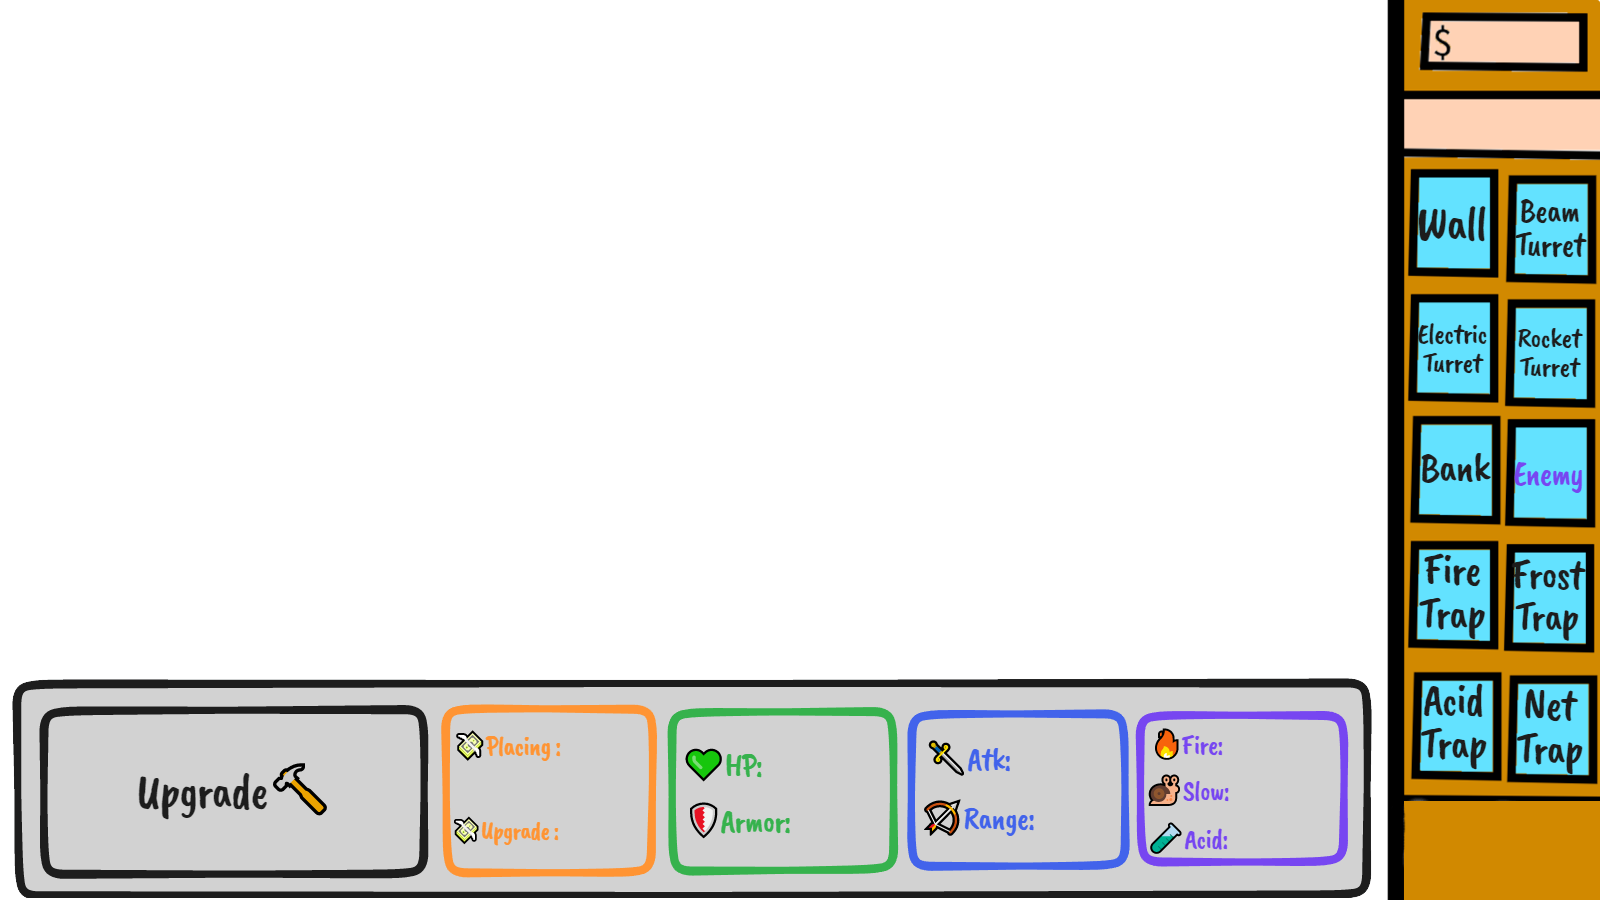 $
Wall
Beam
Turret
Electric
Turret
Rocket
Turret
Bank
Enemy
Fire
Trap
Frost
Trap
Acid
Trap
Net
Trap
Upgrade
Placing :
Upgrade :
HP:
Armor:
Atk:
Range:
Fire:
Slow:
Acid: